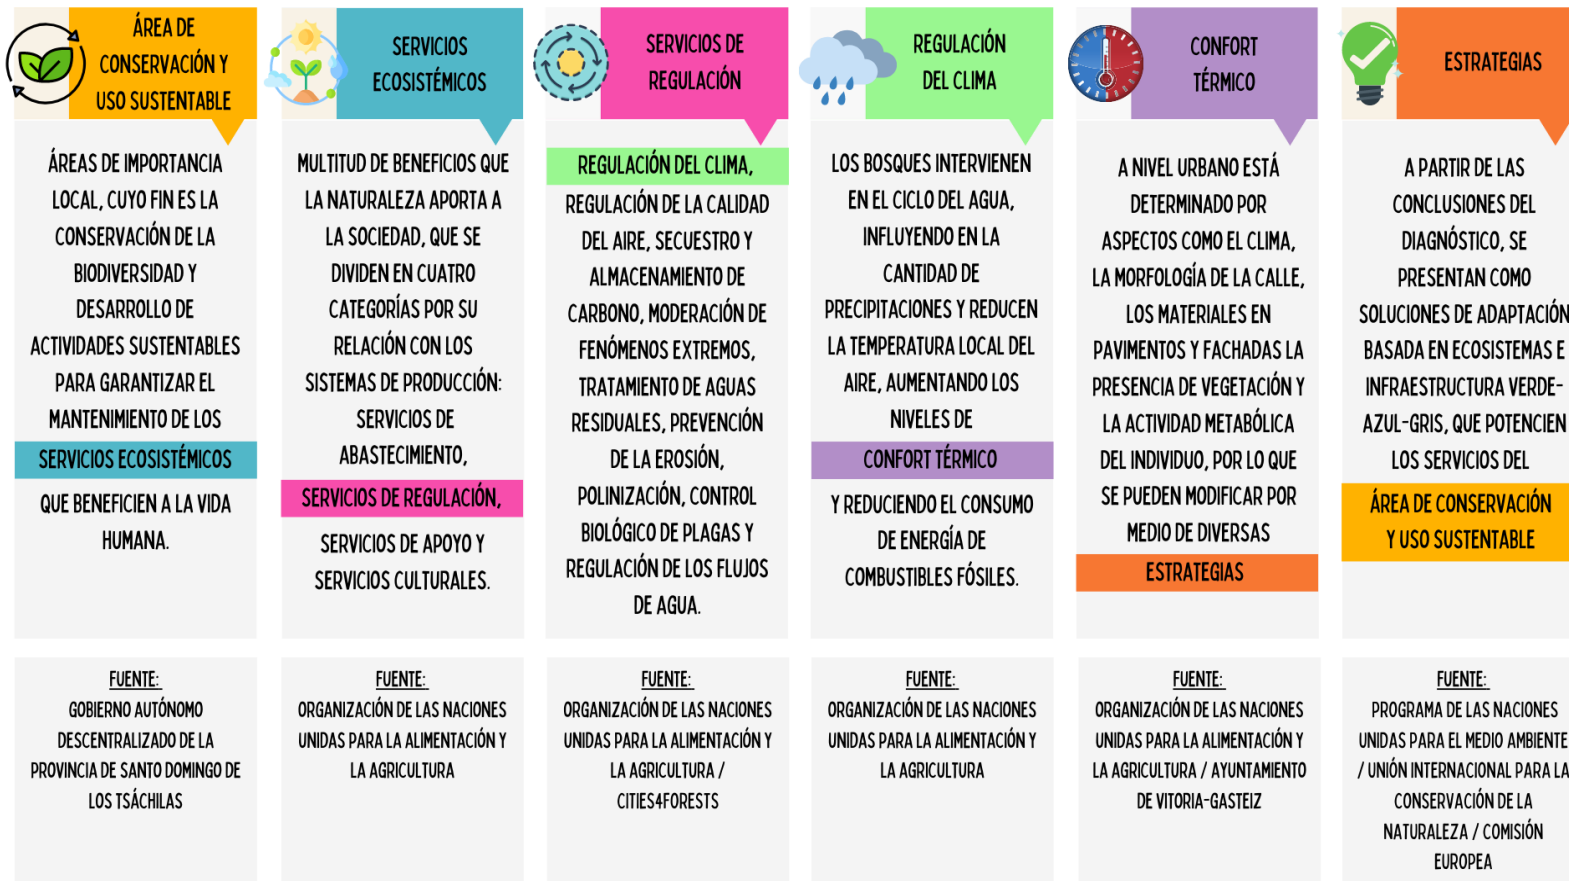 ÁREA DE
CONSERVACIÓN Y
USO SUSTENTABLE
ÁREAS DE IMPORTANCIA
LOCAL, CUYO FIN ES LA
CONSERVACIÓN DE LA
BIODIVERSIDAD Y
DESARROLLO DE
ACTIVIDADES SUSTENTABLES
PARA GARANTIZAR EL
MANTENIMIENTO DE LOS
SERVICIOS ECOSISTÉMICOS
QUE BENEFICIEN A LA VIDA
HUMANA.
FUENTE:
GOBIERNO AUTÓNOMO
DESCENTRALIZADO DE LA
PROVINCIA DE SANTO DOMINGO DE
LOS TSÁCHILAS
SERVICIOS
ECOSISTÉMICOS
MULTITUD DE BENEFICIOS QUE
LA NATURALEZA APORTA A
LA SOCIEDAD, QUE SE
DIVIDEN EN CUATRO
CATEGORÍAS POR SU
RELACIÓN CON LOS
SISTEMAS DE PRODUCCIÓN:
SERVICIOS DE
ABASTECIMIENTO,
SERVICIOS DE REGULACIÓN,
SERVICIOS DE APOYO Y
SERVICIOS CULTURALES.
FUENTE:
ORGANIZACIÓN DE LAS NACIONES
UNIDAS PARA LA ALIMENTACIÓN Y
LA AGRICULTURA
SERVICIOS DE
REGULACIÓN
REGULACIÓN DEL CLIMA,
REGULACIÓN DE LA CALIDAD
DEL AIRE, SECUESTRO Y
ALMACENAMIENTO DE
CARBONO, MODERACIÓN DE
FENÓMENOS EXTREMOS,
TRATAMIENTO DE AGUAS
RESIDUALES, PREVENCIÓN
DE LA EROSIÓN,
POLINIZACIÓN, CONTROL
BIOLÓGICO DE PLAGAS Y
REGULACIÓN DE LOS FLUJOS
DE AGUA.
FUENTE:
ORGANIZACIÓN DE LAS NACIONES
UNIDAS PARA LA ALIMENTACIÓN Y
LA AGRICULTURA /
CITIES4FORESTS
REGULACIÓN
DEL CLIMA
LOS BOSQUES INTERVIENEN
EN EL CICLO DEL AGUA,
INFLUYENDO EN LA
CANTIDAD DE
PRECIPITACIONES Y REDUCEN
LA TEMPERATURA LOCAL DEL
AIRE, AUMENTANDO LOS
NIVELES DE
CONFORT TÉRMICO
Y REDUCIENDO EL CONSUMO
DE ENERGÍA DE
COMBUSTIBLES FÓSILES.
FUENTE:
ORGANIZACIÓN DE LAS NACIONES
UNIDAS PARA LA ALIMENTACIÓN Y
LA AGRICULTURA
CONFORT
TÉRMICO
A NIVEL URBANO ESTÁ
DETERMINADO POR
ASPECTOS COMO EL CLIMA,
LA MORFOLOGÍA DE LA CALLE,
LOS MATERIALES EN
PAVIMENTOS Y FACHADAS LA
PRESENCIA DE VEGETACIÓN Y
LA ACTIVIDAD METABÓLICA
DEL INDIVIDUO, POR LO QUE
SE PUEDEN MODIFICAR POR
MEDIO DE DIVERSAS
ESTRATEGIAS
FUENTE:
ORGANIZACIÓN DE LAS NACIONES
UNIDAS PARA LA ALIMENTACIÓN Y
LA AGRICULTURA / AYUNTAMIENTO
DE VITORIA-GASTEIZ
ESTRATEGIAS
A PARTIR DE LAS
CONCLUSIONES DEL
DIAGNÓSTICO, SE
PRESENTAN COMO
SOLUCIONES DE ADAPTACIÓN
BASADA EN ECOSISTEMAS E
INFRAESTRUCTURA VERDE-
AZUL-GRIS, QUE POTENCIEN
LOS SERVICIOS DEL
ÁREA DE CONSERVACIÓN
Y USO SUSTENTABLE
FUENTE:
PROGRAMA DE LAS NACIONES
UNIDAS PARA EL MEDIO AMBIENTE
/ UNIÓN INTERNACIONAL PARA LA
CONSERVACIÓN DE LA
NATURALEZA / COMISIÓN
EUROPEA